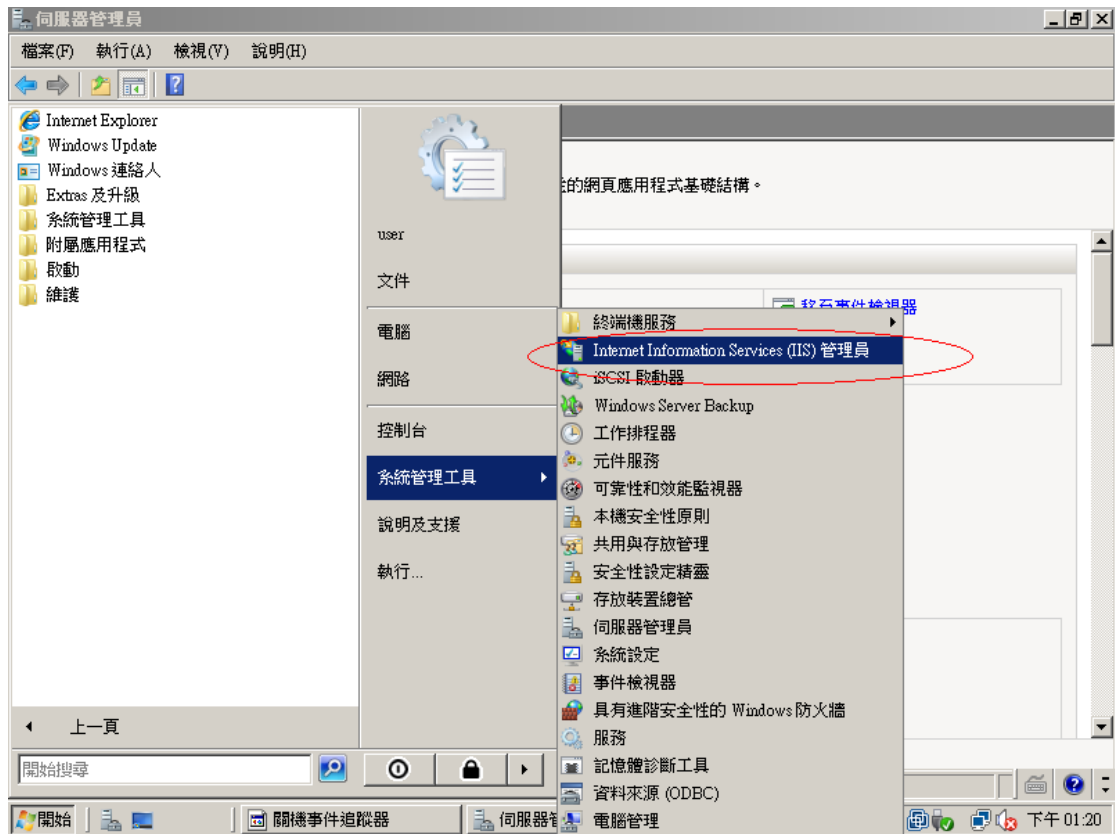 伺服器管理員
檔案(F) 執行(A) 檢視(V) 說明(H)
Internet Explorer
Windows Update
Windows 連絡人
Extras 及升級
系統管理工具
附屬應用程式
啟動
維護
上一頁
開始搜尋
user
文件
電腦
網路
控制台
系統管理工具
說明及支援
執行...
的網頁應用程式基礎結構。
移至事件檢視器
終端機服務
Internet Information Services (IIS) 管理員
iSCSI 啟動器
Windows Server Backup
工作排程器
元件服務
可靠性和效能監視器
本機安全性原則
共用與存放管理
安全性設定精靈
存放裝置總管
伺服器管理員
系統設定
事件檢視器
具有進階安全性的 Windows 防火牆
服務
記憶體診斷工具
資料來源 (ODBC)
電腦管理
開始 關機事件追蹤器 伺服器 下午 01:20